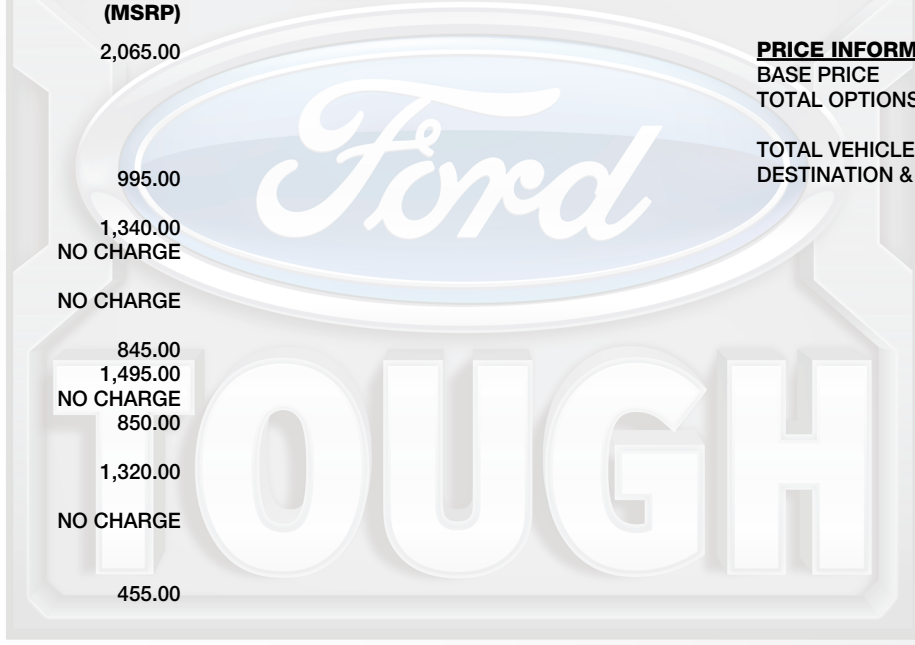 (MSRP)
2,065.00
995.00
1,340.00
NO CHARGE
NO CHARGE
845.00
1,495.00
NO CHARGE
850.00
1,320.00
NO CHARGE
455.00
PRICE INFORM
BASE PRICE
TOTAL OPTIONS
TOTAL VEHICLE
DESTINATION &
Ford
TOUGH